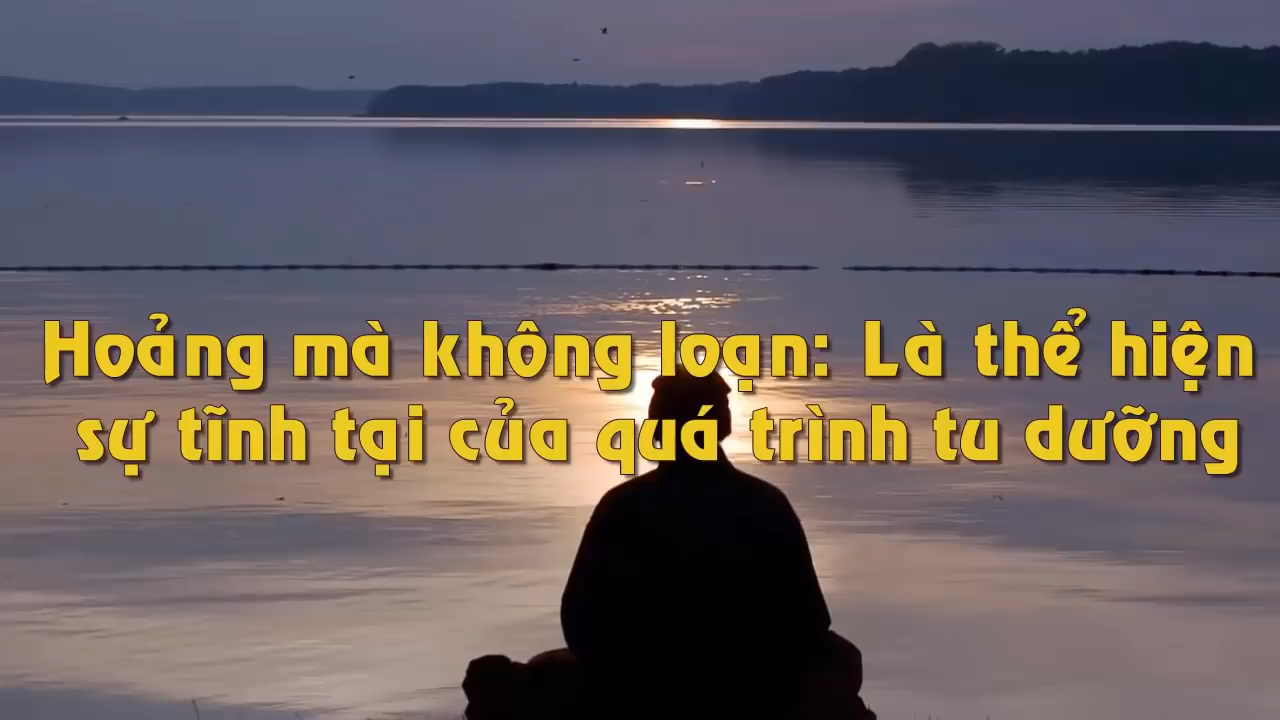 Hoảng mà không loạn: Là thể hiện
sự tĩnh tại của quá trình tu dưỡng